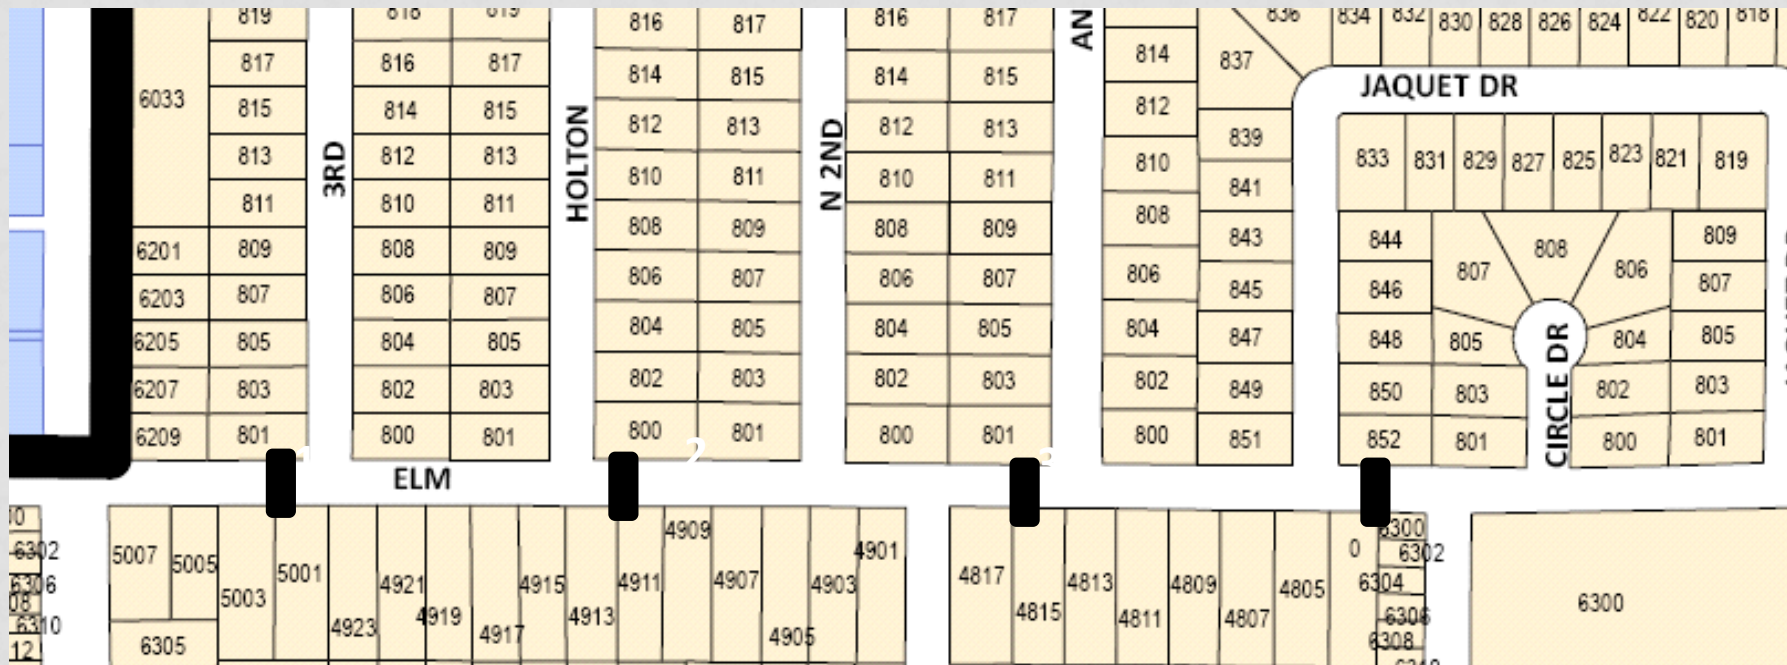 819 818 819 816 817 816 817 836 834 832 830 828 826 824 822 820 818
AN
817 816 817 814 815 814 815 814 837
JAQUET DR
6033 815 814 815 812 813 812 813 812 839
3RD HOLTON N 2ND
813 812 813 810 811 810 811 810 841 833 831 829 827 825 823 821 819
811 810 811 808 809 808 809 808 843 844 807 808 806 809
6201 809 808 809 806 807 806 807 806 845 846 807
6203 807 806 807 804 805 804 805 804 847 848 805 804 805
6205 805 804 805
CIRCLE DR
6207 803 802 803 802 803 802 803 802 849 850 803 802 803
6209 801 800 801 800 801 800 801 800 851 852 801 800 801
2
ELM
5007 5005 5003 5001 4923 4921 4919 4917 4915 4913 4911 4909 4907 4905 4903 4901
4817 4815 4813 4811 4809 4807 4805 0
6300
6302 6302
6306 6304
6310 6306
12 6308
6305 6300